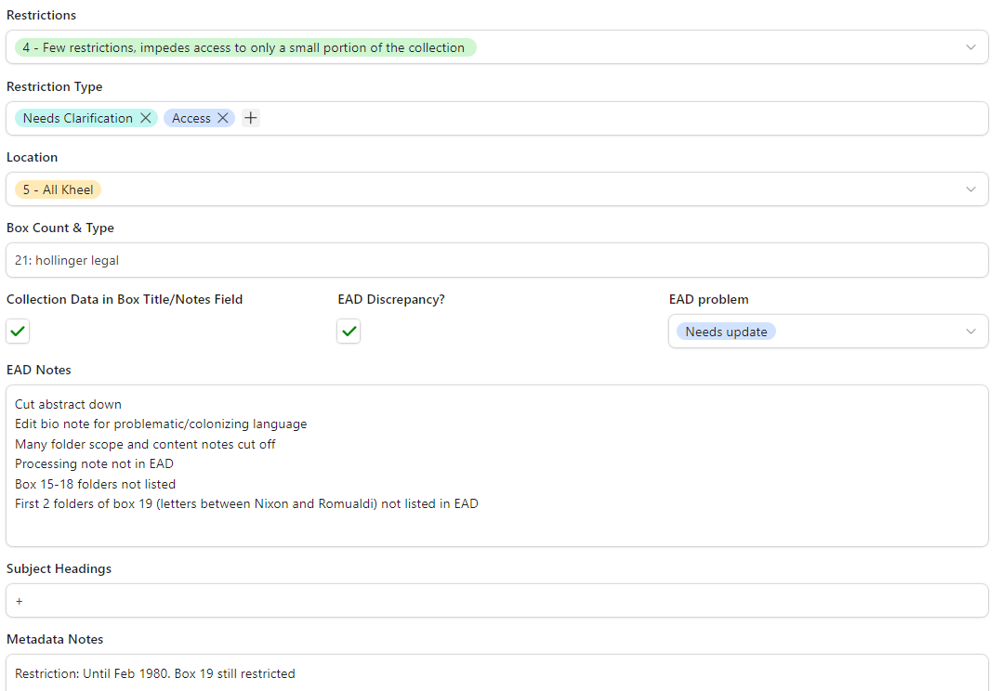 Restrictions
4 - Few restrictions, impedes access to only a small portion of the collection
Restriction Type
Needs Clarification Access +
Location
5 - All Kheel
Box Count & Type
21: hollinger legal
Collection Data in Box Title/Notes Field EAD Discrepancy? EAD problem
Needs update
EAD Notes
Cut abstract down
Edit bio note for problematic/colonizing language
Many folder scope and content notes cut off
Processing note not in EAD
Box 15-18 folders not listed
First 2 folders of box 19 (letters between Nixon and Romualdi) not listed in EAD
Subject Headings
+
Metadata Notes
Restriction: Until Feb 1980. Box 19 still restricted